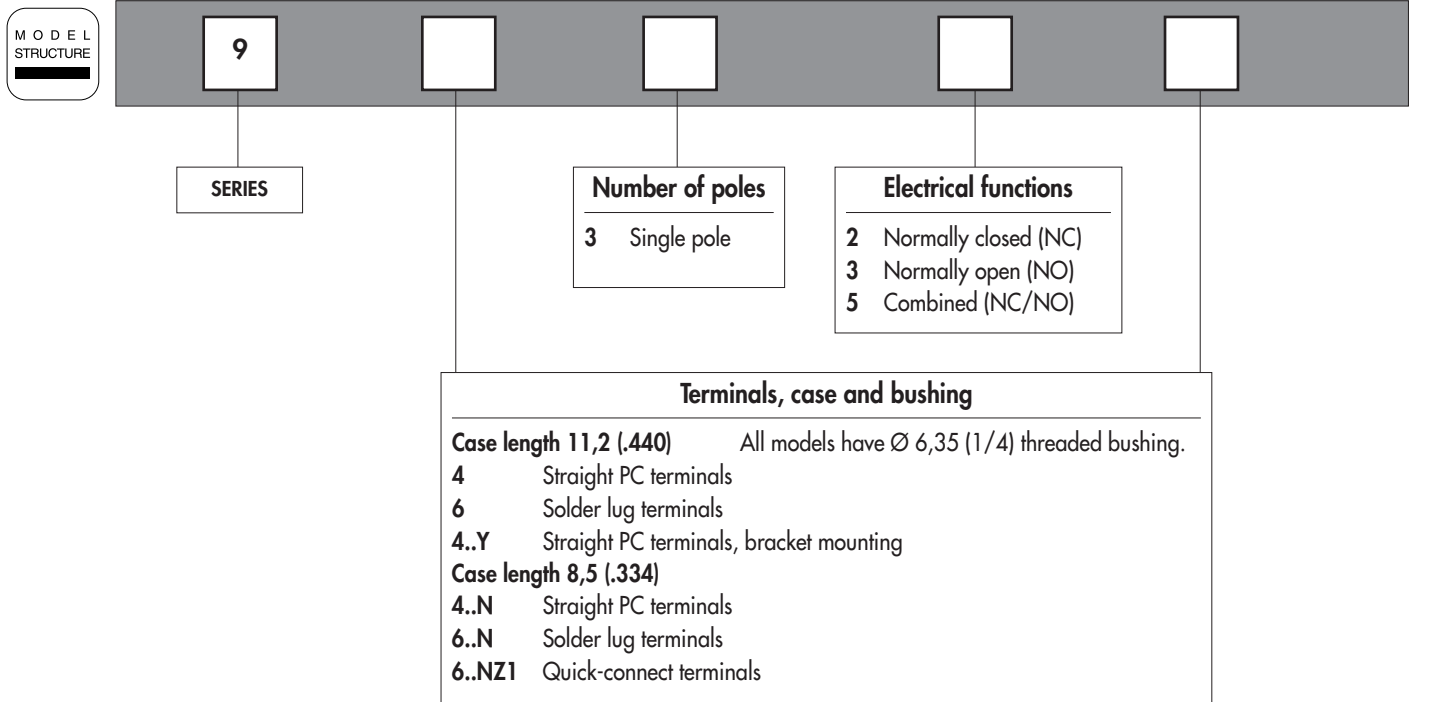 MODEL
STRUCTURE
9
SERIES
Number of poles
3 Single pole
Electrical functions
2 Normally closed (NC)
3 Normally open (NO)
5 Combined (NC/NO)
Terminals, case and bushing
Case length 11,2 (.440) All models have Ø 6,35 (1/4) threaded bushing.
4 Straight PC terminals
6 Solder lug terminals
4..Y Straight PC terminals, bracket mounting
Case length 8,5 (.334)
4..N Straight PC terminals
6..N Solder lug terminals
6..NZ1 Quick-connect terminals